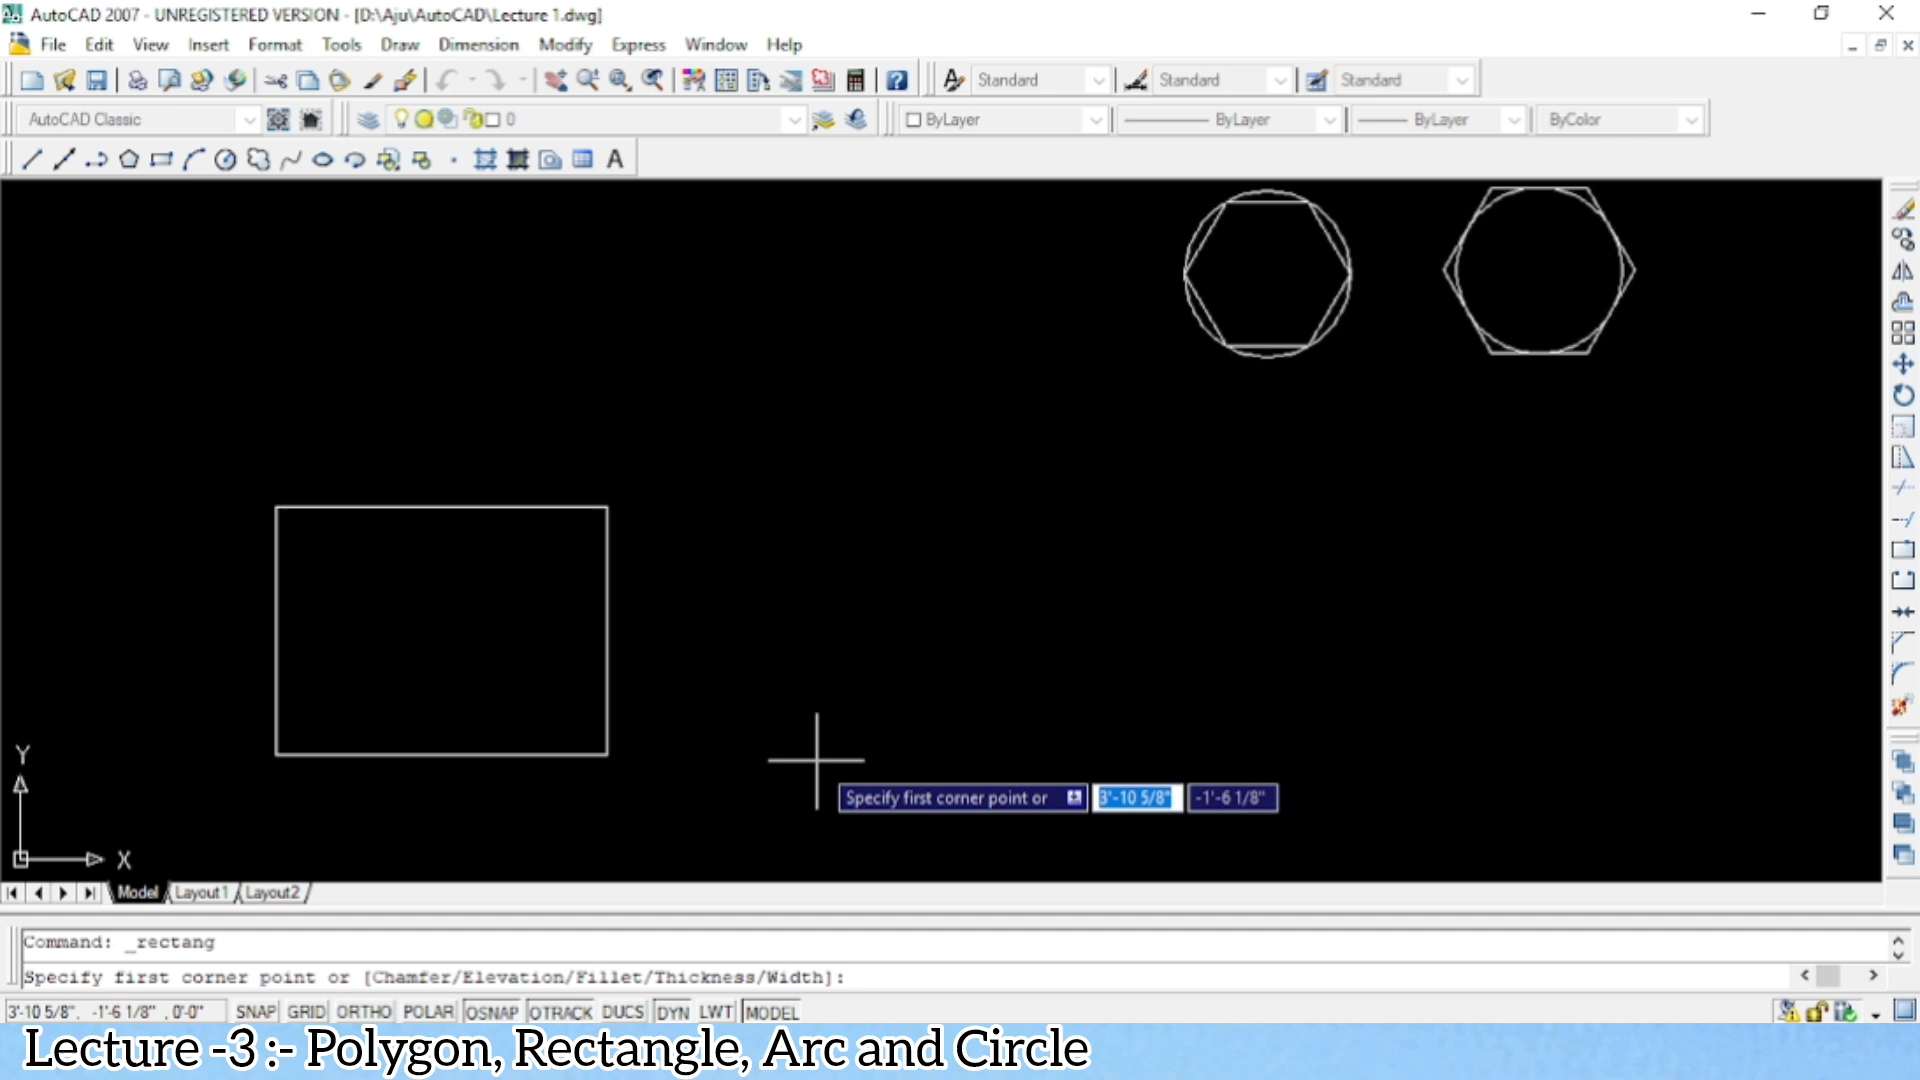 AutoCAD 2007 - UNREGISTERED VERSION - [D:\Aju\AutoCAD\Lecture 1.dwg]
File Edit View Insert Format Tools Draw Dimension Modify Express Window Help
Standard Standard Standard
AutoCAD Classic 0 ByLayer ByLayer ByLayer ByColor
A
Y
Specify first corner point or 3'-10 5/8" -1'-6 1/8"
X
Model Layout1 Layout2
Command: _rectang
Specify first corner point or [Chamfer/Elevation/Fillet/Thickness/Width]:
3'-10 5/8", -1'-6 1/8" , 0'-0" SNAP GRID ORTHO POLAR OSNAP OTRACK DUCS DYN LWT MODEL
Lecture -3 :- Polygon, Rectangle, Arc and Circle